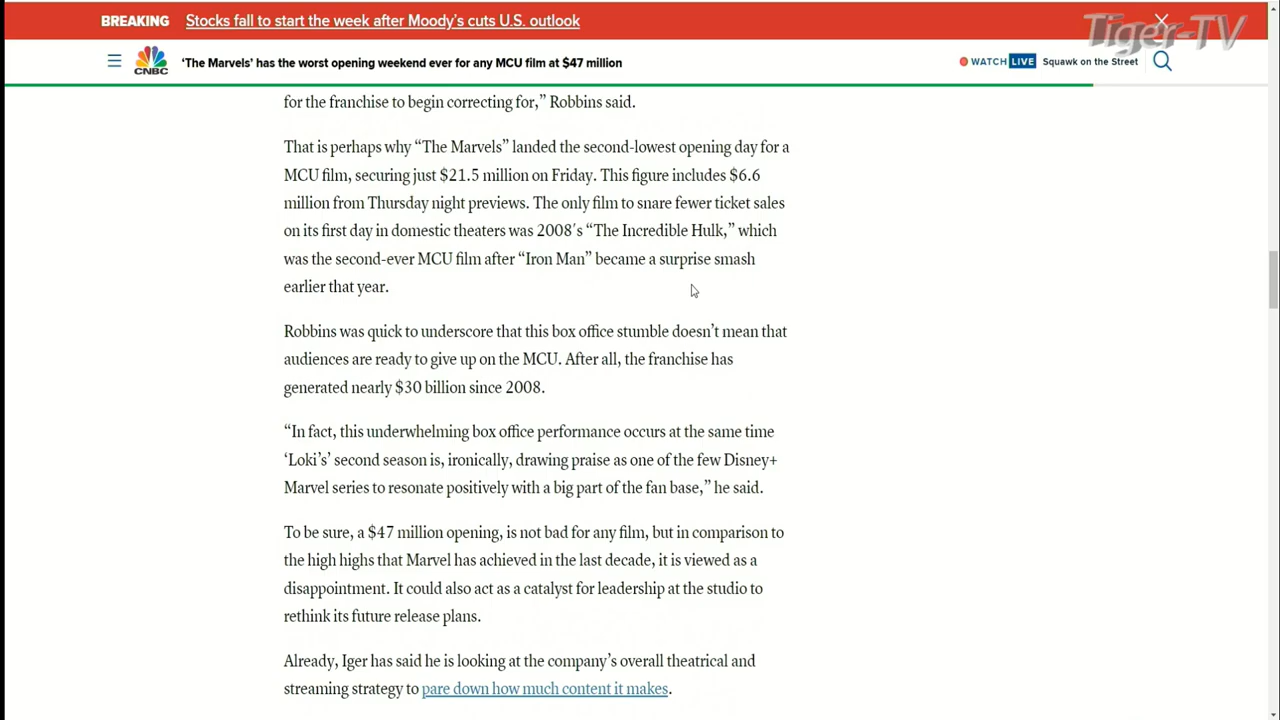 BREAKING Stocks fall to start the week after Moody's cuts U.S. outlook
Tiger-TV
CNBC
‘The Marvels’ has the worst opening weekend ever for any MCU film at $47 million
WATCH LIVE Squawk on the Street
for the franchise to begin correcting for,” Robbins said.
That is perhaps why “The Marvels” landed the second-lowest opening day for a
MCU film, securing just $21.5 million on Friday. This figure includes $6.6
million from Thursday night previews. The only film to snare fewer ticket sales
on its first day in domestic theaters was 2008′s “The Incredible Hulk,” which
was the second-ever MCU film after “Iron Man” became a surprise smash
earlier that year.
Robbins was quick to underscore that this box office stumble doesn’t mean that
audiences are ready to give up on the MCU. After all, the franchise has
generated nearly $30 billion since 2008.
“In fact, this underwhelming box office performance occurs at the same time
‘Loki’s’ second season is, ironically, drawing praise as one of the few Disney+
Marvel series to resonate positively with a big part of the fan base,” he said.
To be sure, a $47 million opening, is not bad for any film, but in comparison to
the high highs that Marvel has achieved in the last decade, it is viewed as a
disappointment. It could also act as a catalyst for leadership at the studio to
rethink its future release plans.
Already, Iger has said he is looking at the company’s overall theatrical and
streaming strategy to pare down how much content it makes.